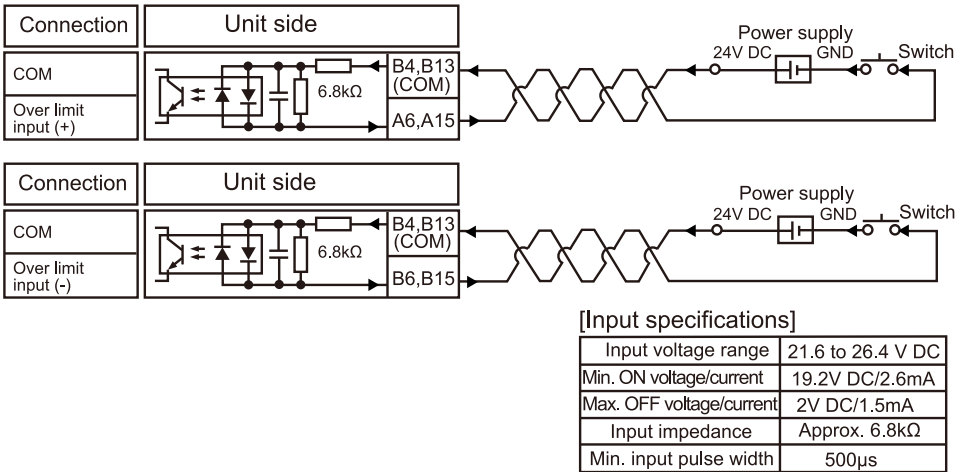 Connection Unit side
Power supply
24V DC GND Switch
COM B4,B13
(COM)
6.8kΩ
Over limit
input (+) A6,A15
Connection Unit side
Power supply
24V DC GND Switch
COM B4,B13
(COM)
6.8kΩ
Over limit
input (-) B6,B15
[Input specifications]
Input voltage range 21.6 to 26.4 V DC
Min. ON voltage/current 19.2V DC/2.6mA
Max. OFF voltage/current 2V DC/1.5mA
Input impedance Approx. 6.8kΩ
Min. input pulse width 500μs